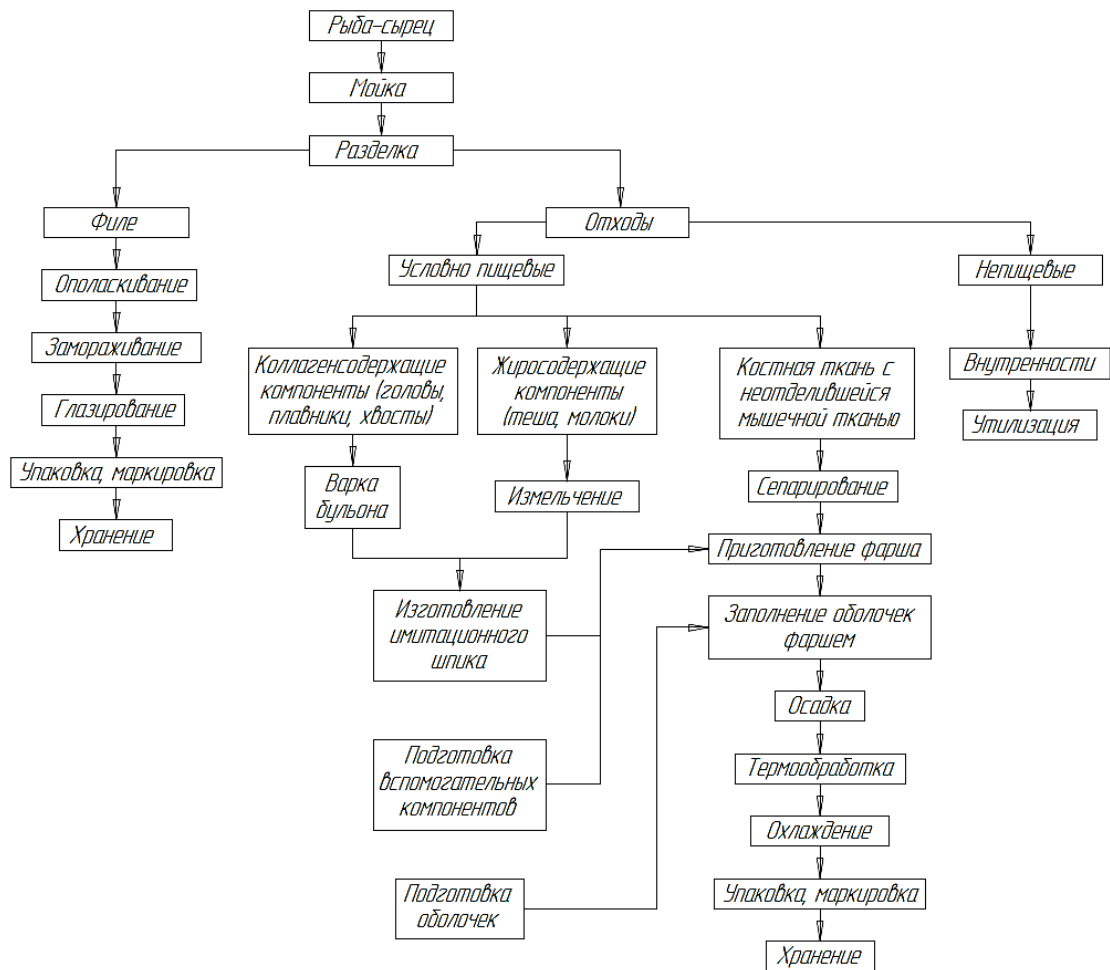 Рыба-сырец
Мойка
Разделка
Филе
Отходы
Условно пищевые
Непищевые
Ополаскивание
Замораживание
Глазирование
Упаковка, маркировка
Хранение
Коллагенсодержащие
компоненты (головы,
плавники, хвосты)
Жиросодержащие
компоненты
(теша, молоки)
Костная ткань с
неотделившейся
мышечной тканью
Внутренности
Утилизация
Варка
бульона
Измельчение
Сепарирование
Приготовление фарша
Изготовление
имитационного
шпика
Заполнение оболочек
фаршем
Осадка
Подготовка
вспомогательных
компонентов
Термообработка
Охлаждение
Подготовка
оболочек
Упаковка, маркировка
Хранение